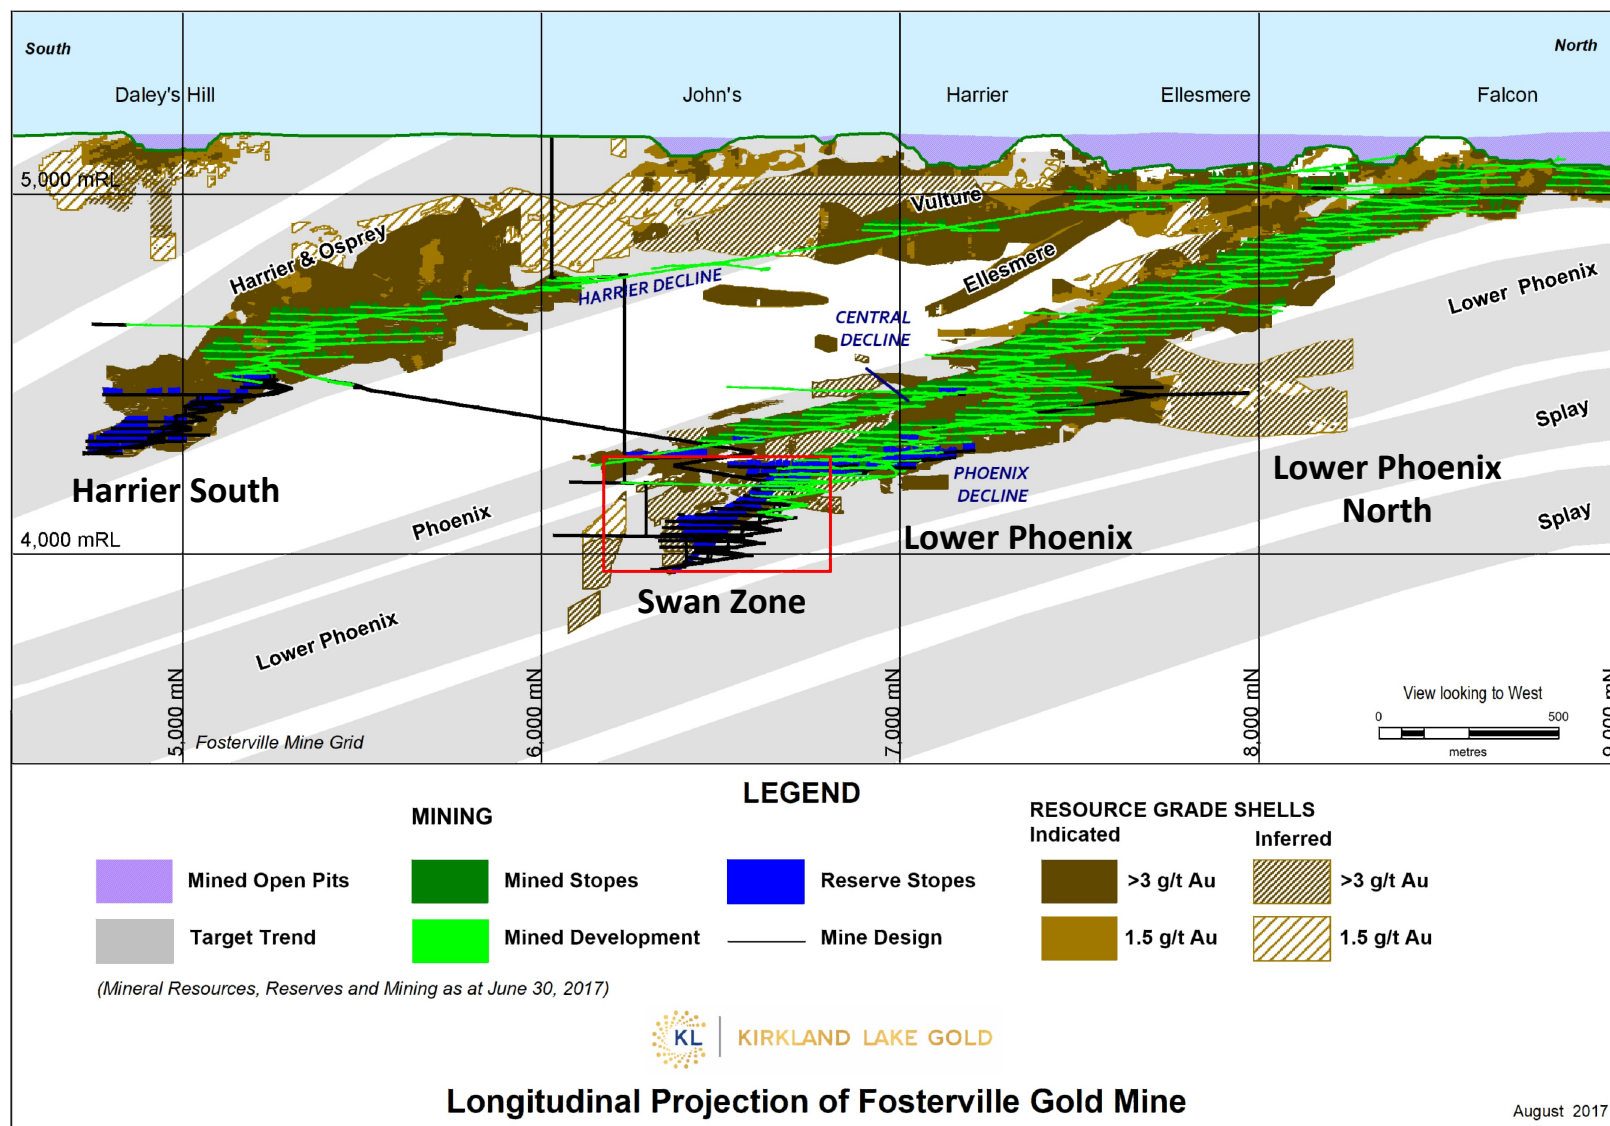 South
North
Daley's Hill
John's
Harrier
Ellesmere
Falcon
5,000 mRL
Vulture
Harrier & Osprey
Ellesmere
HARRIER DECLINE
Lower Phoenix
CENTRAL
DECLINE
Splay
Harrier South
PHOENIX
DECLINE
Lower Phoenix
North
Phoenix
Splay
4,000 mRL
Lower Phoenix
Swan Zone
Lower Phoenix
5,000 mN
6,000 mN
7,000 mN
8,000 mN
9,000 mN
View looking to West
0 500
metres
Fosterville Mine Grid
LEGEND
MINING
RESOURCE GRADE SHELLS
Indicated
Inferred
Mined Open Pits
Mined Stopes
Reserve Stopes
>3 g/t Au
>3 g/t Au
Target Trend
Mined Development
Mine Design
1.5 g/t Au
1.5 g/t Au
(Mineral Resources, Reserves and Mining as at June 30, 2017)
KL
KIRKLAND LAKE GOLD
Longitudinal Projection of Fosterville Gold Mine
August 2017